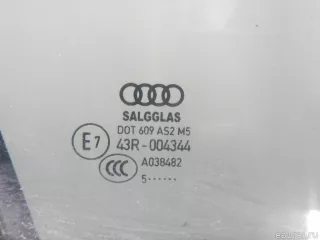 SALGGLAS
DOT 609 AS2 M5
E7 43R-004344
CCC A038482
5······